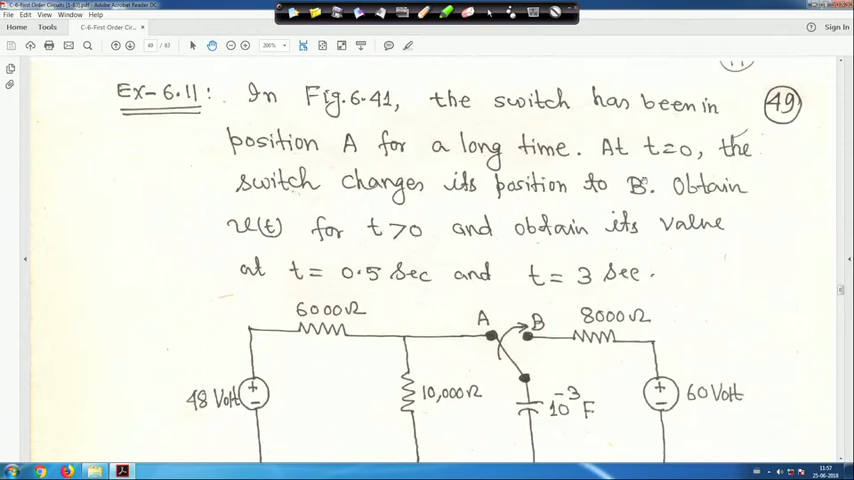 C-6-First Order Circuits [1-83].pdf - Adobe Acrobat Reader DC
File Edit View Window Help
Home Tools
C-6-First Order Cir... ×
Sign In
49 / 83
200%
Ex-6.11: In Fig.6.41, the switch has been in
49
position A for a long time. At t=0, the
switch changes its position to B. Obtain
v(t) for t>0 and obtain its value
at t= 0.5 Sec and t= 3 Sec.
6000Ω
A
B
8000Ω
48 Volt
+
-
10,000Ω
10⁻³ F
+
-
60 Volt
11:57
25-06-2018